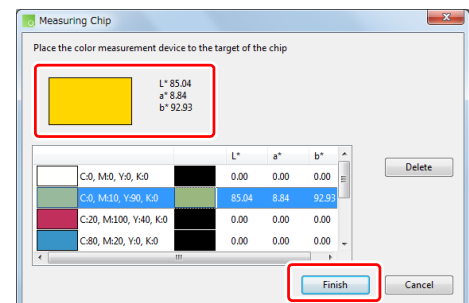 Measuring Chip
Place the color measurement device to the target of the chip
L* 85.04
a* 8.84
b* 92.93
L* a* b*
C:0, M:0, Y:0, K:0 0.00 0.00 0.00
C:0, M:10, Y:90, K:0 85.04 8.84 92.93
C:20, M:100, Y:40, K:0 0.00 0.00 0.00
C:80, M:20, Y:0, K:0 0.00 0.00 0.00
Delete
Finish Cancel